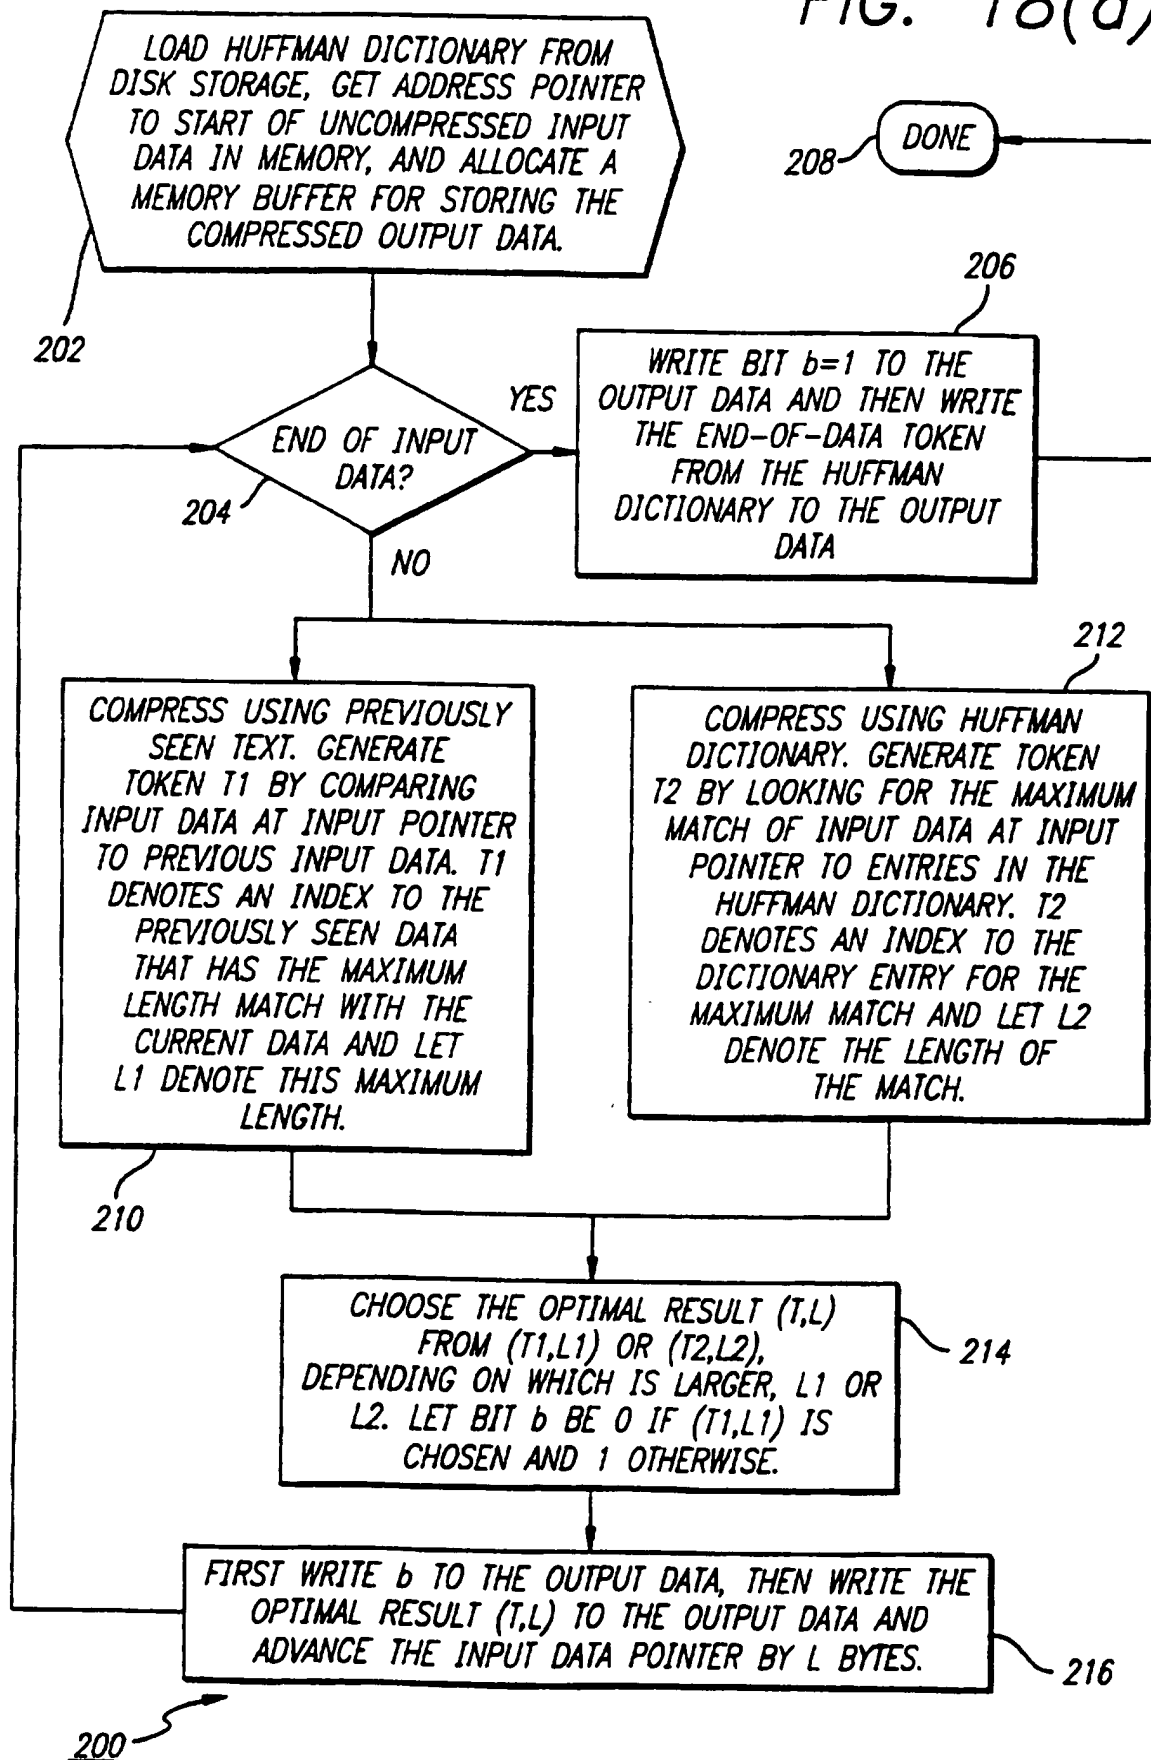 FIG. 18(a)
LOAD HUFFMAN DICTIONARY FROM
DISK STORAGE, GET ADDRESS POINTER
TO START OF UNCOMPRESSED INPUT
DATA IN MEMORY, AND ALLOCATE A
MEMORY BUFFER FOR STORING THE
COMPRESSED OUTPUT DATA.
202
DONE
208
206
WRITE BIT b=1 TO THE
OUTPUT DATA AND THEN WRITE
THE END-OF-DATA TOKEN
FROM THE HUFFMAN
DICTIONARY TO THE OUTPUT
DATA
YES
END OF INPUT
DATA?
204
NO
COMPRESS USING PREVIOUSLY
SEEN TEXT. GENERATE
TOKEN T1 BY COMPARING
INPUT DATA AT INPUT POINTER
TO PREVIOUS INPUT DATA. T1
DENOTES AN INDEX TO THE
PREVIOUSLY SEEN DATA
THAT HAS THE MAXIMUM
LENGTH MATCH WITH THE
CURRENT DATA AND LET
L1 DENOTE THIS MAXIMUM
LENGTH.
210
212
COMPRESS USING HUFFMAN
DICTIONARY. GENERATE TOKEN
T2 BY LOOKING FOR THE MAXIMUM
MATCH OF INPUT DATA AT INPUT
POINTER TO ENTRIES IN THE
HUFFMAN DICTIONARY. T2
DENOTES AN INDEX TO THE
DICTIONARY ENTRY FOR THE
MAXIMUM MATCH AND LET L2
DENOTE THE LENGTH OF
THE MATCH.
CHOOSE THE OPTIMAL RESULT (T,L)
FROM (T1,L1) OR (T2,L2),
DEPENDING ON WHICH IS LARGER, L1 OR
L2. LET BIT b BE 0 IF (T1,L1) IS
CHOSEN AND 1 OTHERWISE.
214
FIRST WRITE b TO THE OUTPUT DATA, THEN WRITE THE
OPTIMAL RESULT (T,L) TO THE OUTPUT DATA AND
ADVANCE THE INPUT DATA POINTER BY L BYTES.
216
200